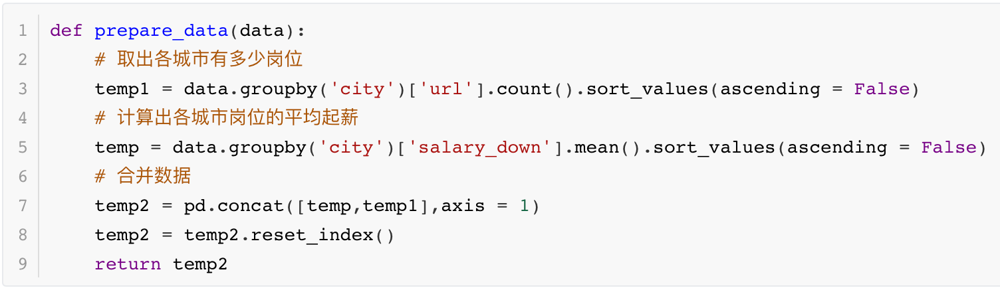 1 def prepare_data(data):
2 # 取出各城市有多少岗位
3 temp1 = data.groupby('city')['url'].count().sort_values(ascending = False)
4 # 计算出各城市岗位的平均起薪
5 temp = data.groupby('city')['salary_down'].mean().sort_values(ascending = False)
6 # 合并数据
7 temp2 = pd.concat([temp,temp1],axis = 1)
8 temp2 = temp2.reset_index()
9 return temp2